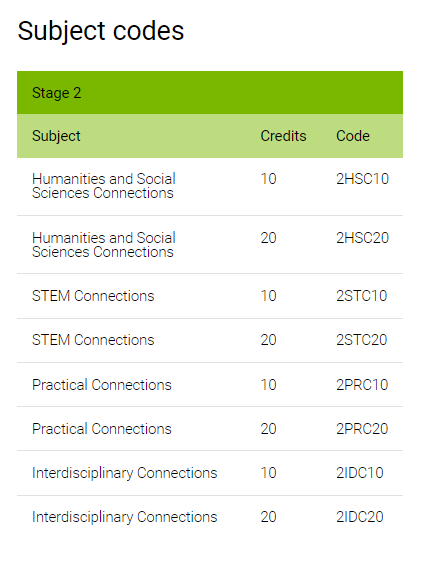 Subject codes
Stage 2
Subject Credits Code
Humanities and Social
Sciences Connections 10 2HSC10
Humanities and Social
Sciences Connections 20 2HSC20
STEM Connections 10 2STC10
STEM Connections 20 2STC20
Practical Connections 10 2PRC10
Practical Connections 20 2PRC20
Interdisciplinary Connections 10 2IDC10
Interdisciplinary Connections 20 2IDC20